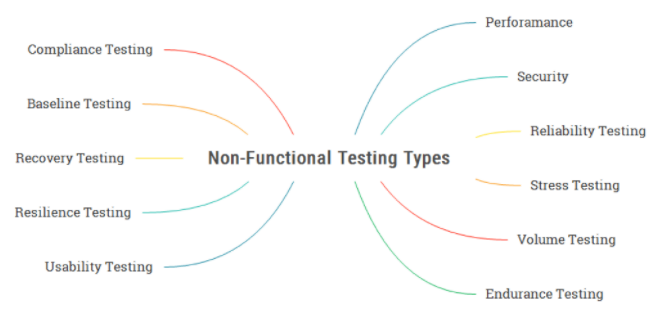 Compliance Testing
Baseline Testing
Recovery Testing
Resilience Testing
Usability Testing
Non-Functional Testing Types
Perforamance
Security
Reliability Testing
Stress Testing
Volume Testing
Endurance Testing